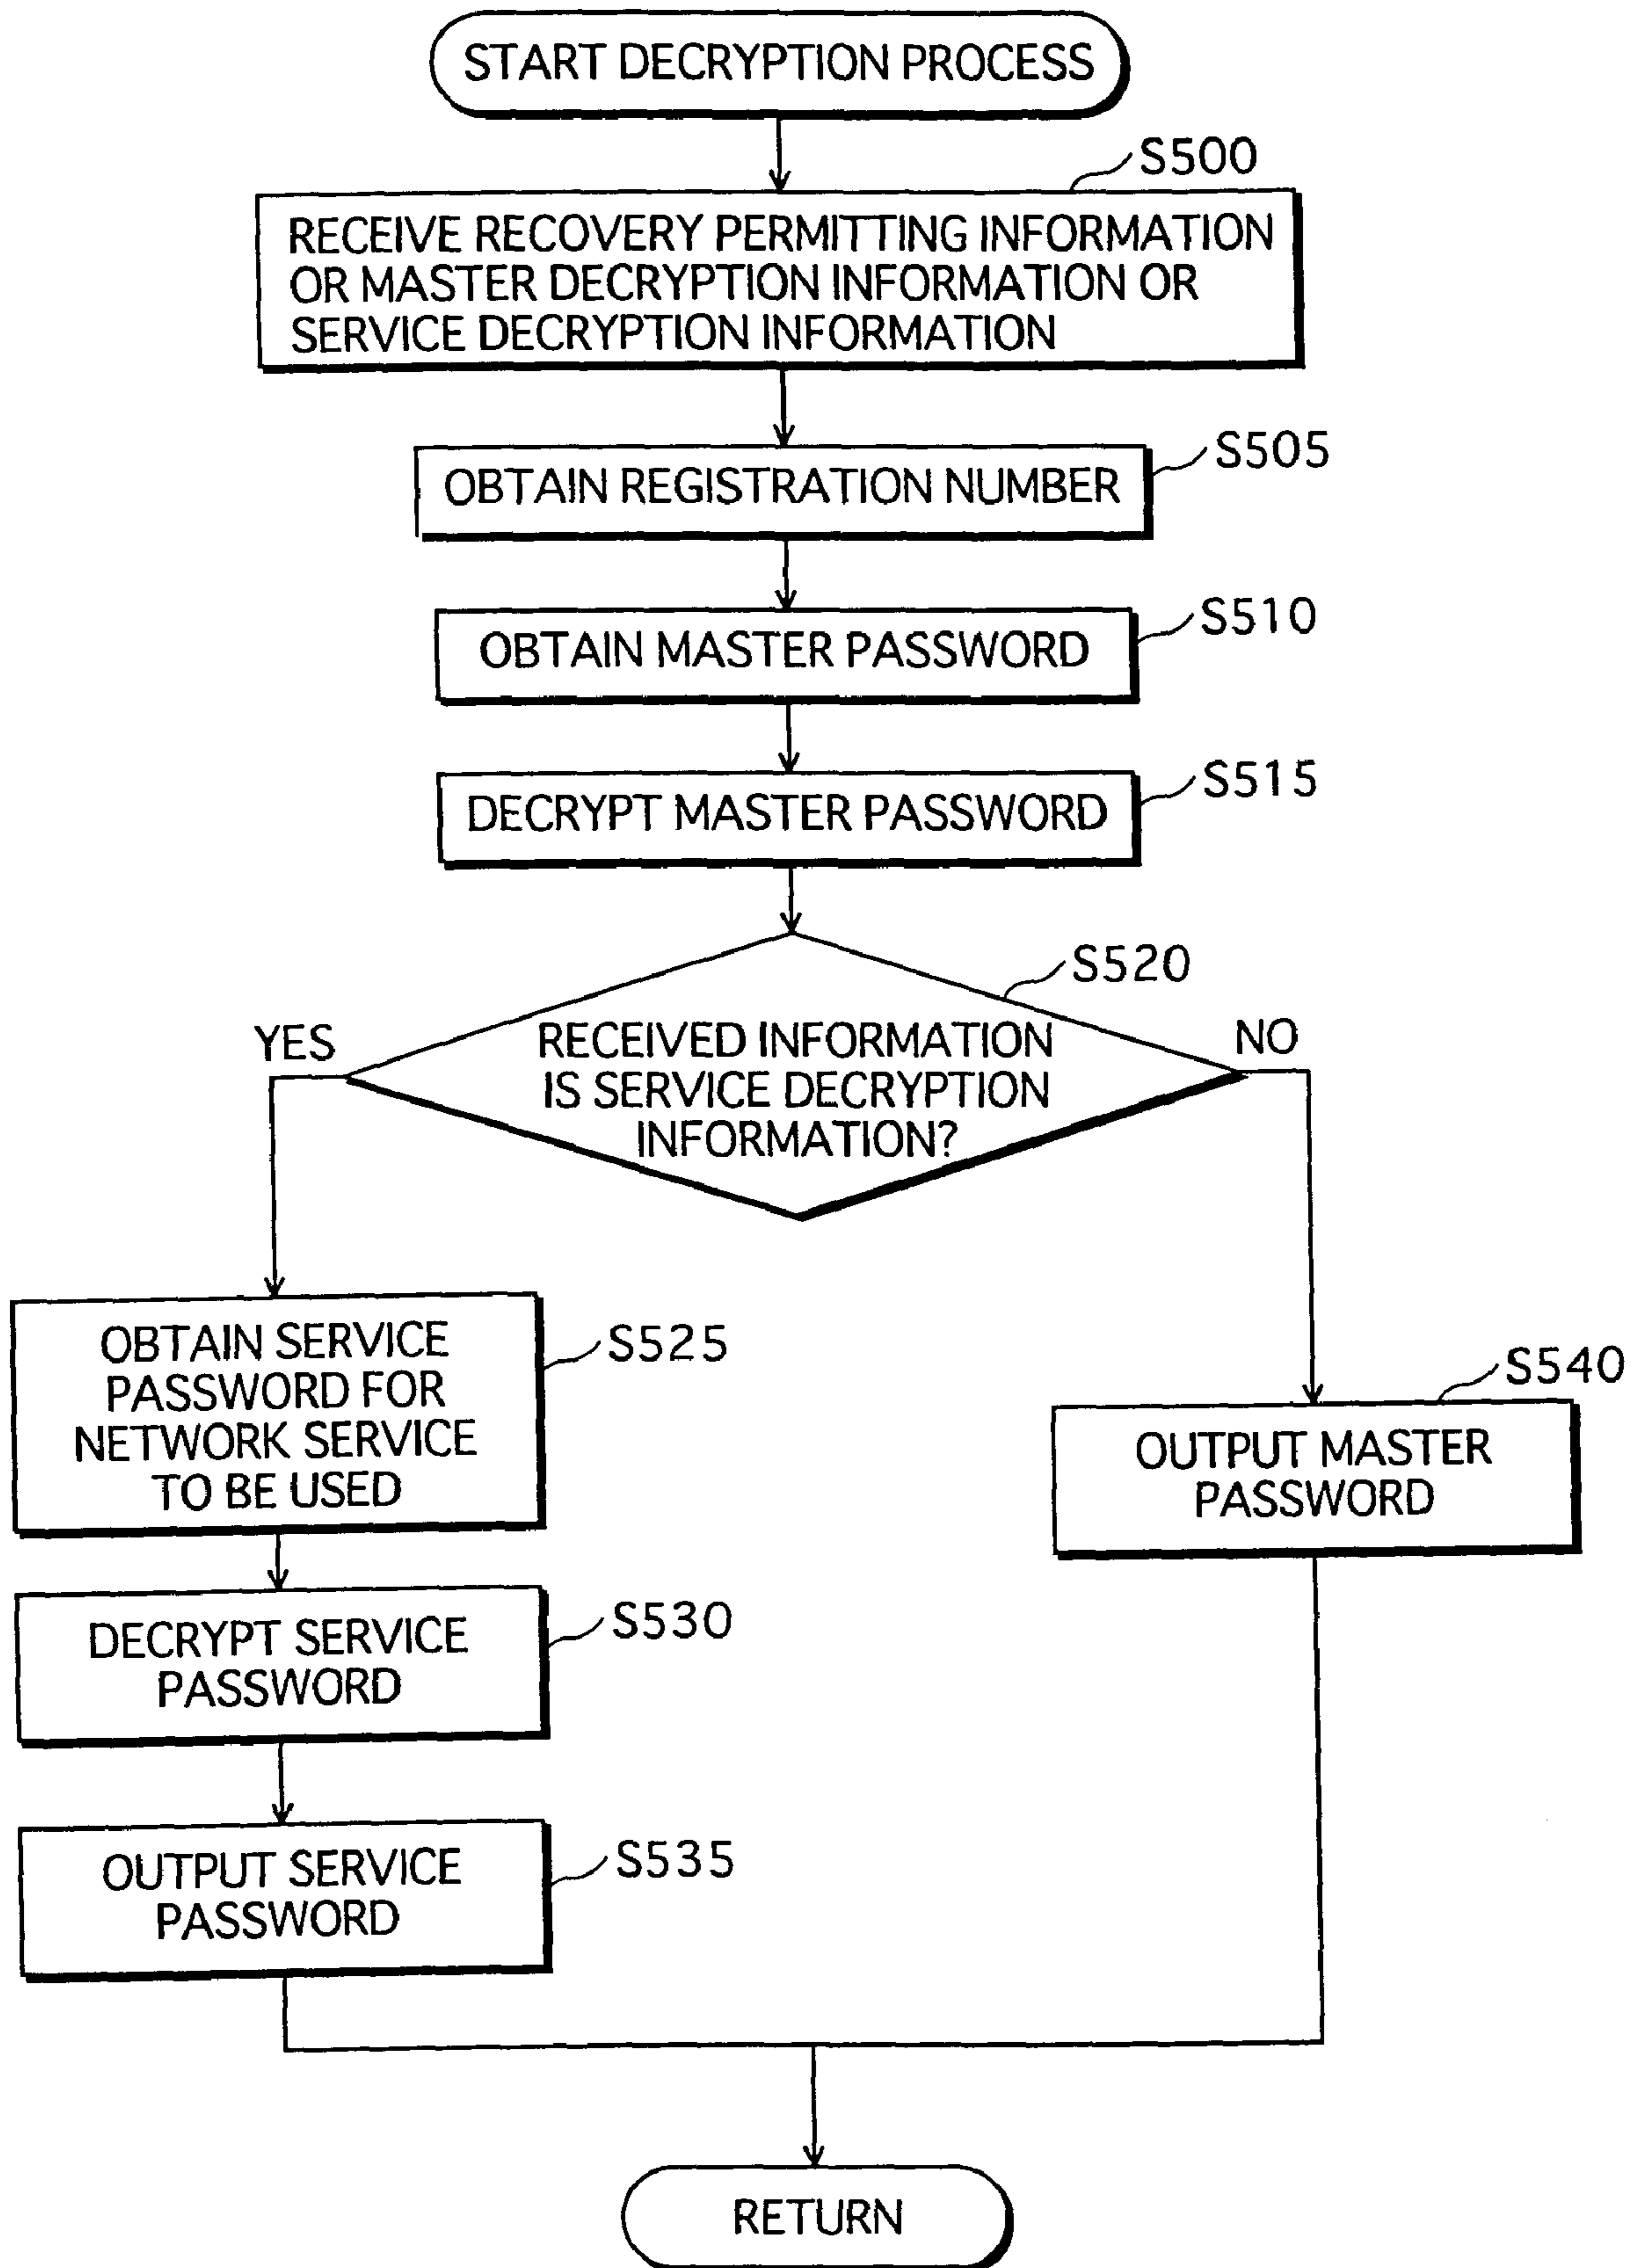 START DECRYPTION PROCESS
S500
RECEIVE RECOVERY PERMITTING INFORMATION
OR MASTER DECRYPTION INFORMATION OR
SERVICE DECRYPTION INFORMATION
S505
OBTAIN REGISTRATION NUMBER
S510
OBTAIN MASTER PASSWORD
S515
DECRYPT MASTER PASSWORD
S520
YES
RECEIVED INFORMATION
IS SERVICE DECRYPTION
INFORMATION?
NO
OBTAIN SERVICE
PASSWORD FOR
NETWORK SERVICE
TO BE USED
S525
S540
OUTPUT MASTER
PASSWORD
DECRYPT SERVICE
PASSWORD
S530
OUTPUT SERVICE
PASSWORD
S535
RETURN